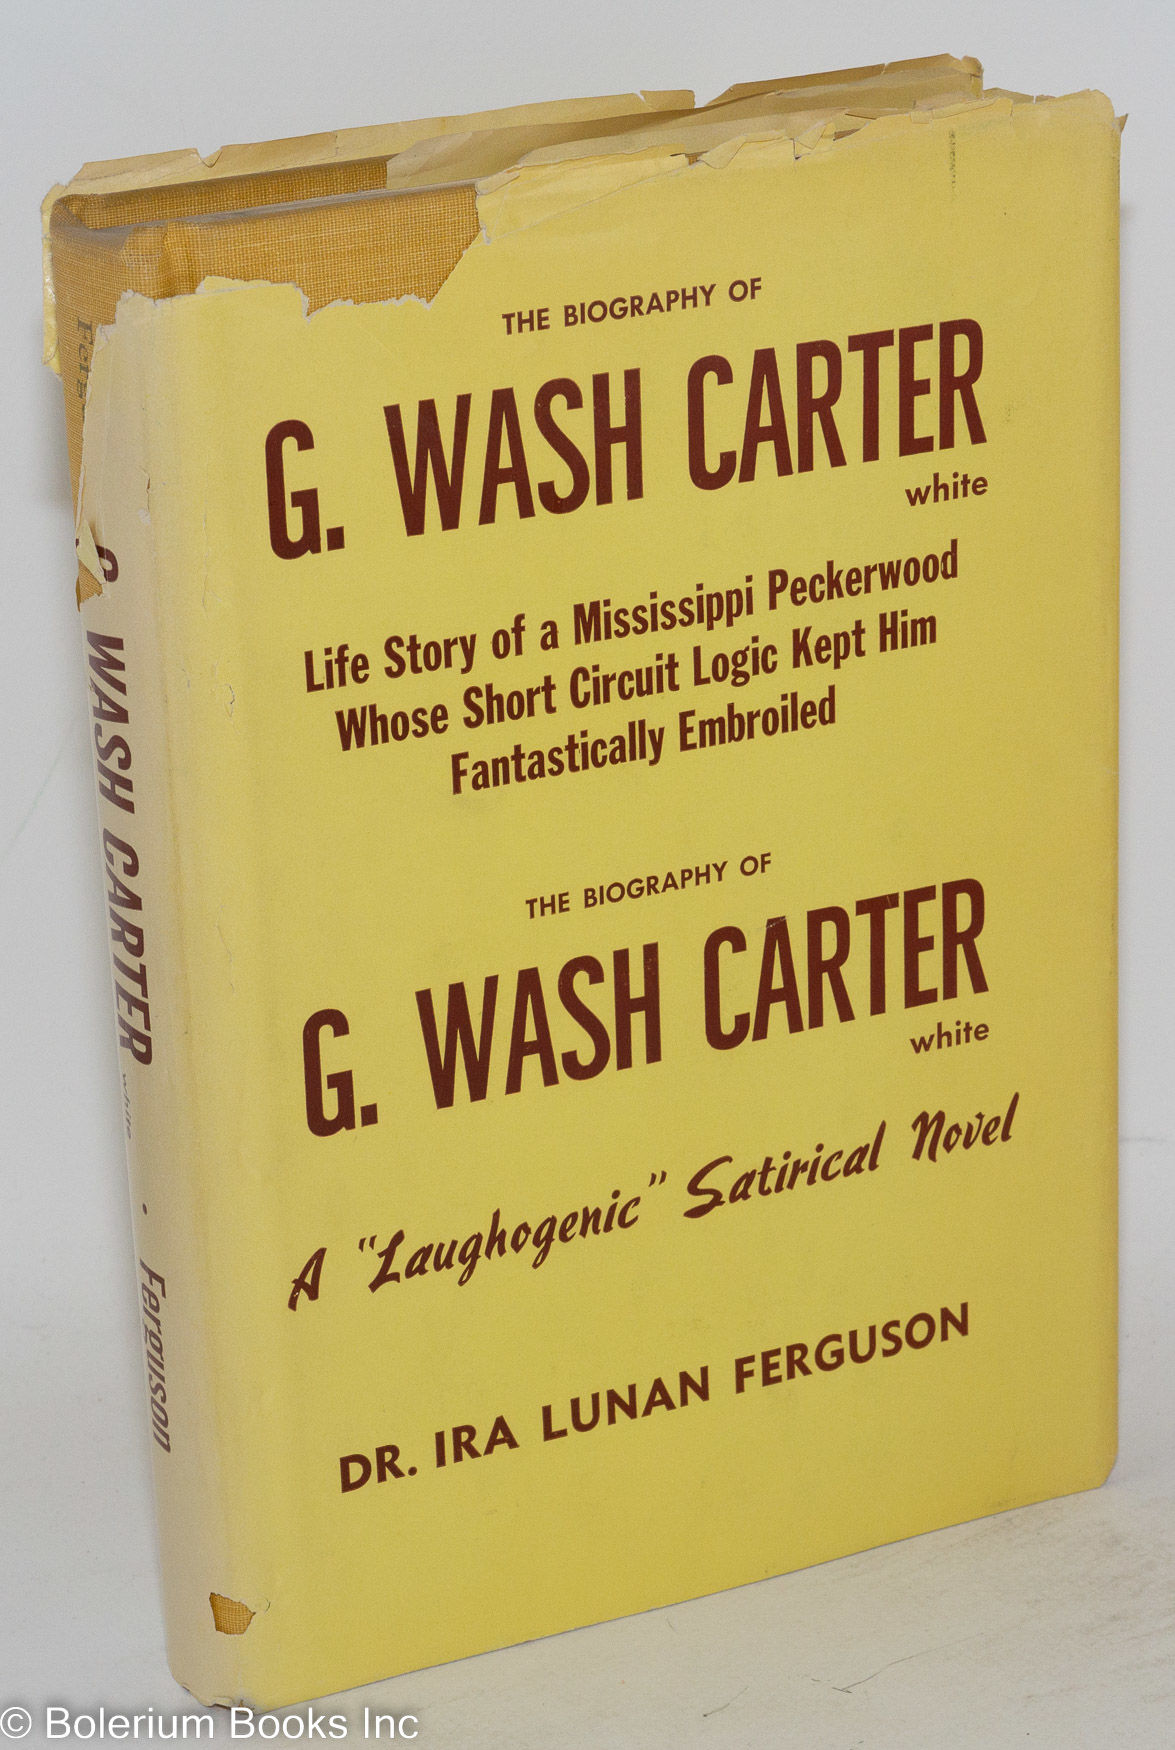 THE BIOGRAPHY OF
G. WASH CARTER
white
Life Story of a Mississippi Peckerwood
Whose Short Circuit Logic Kept Him
Fantastically Embroiled
THE BIOGRAPHY OF
G. WASH CARTER
white
A "Laughogenic" Satirical Novel
DR. IRA LUNAN FERGUSON
WASH CARTER white • Ferguson
© Bolerium Books Inc